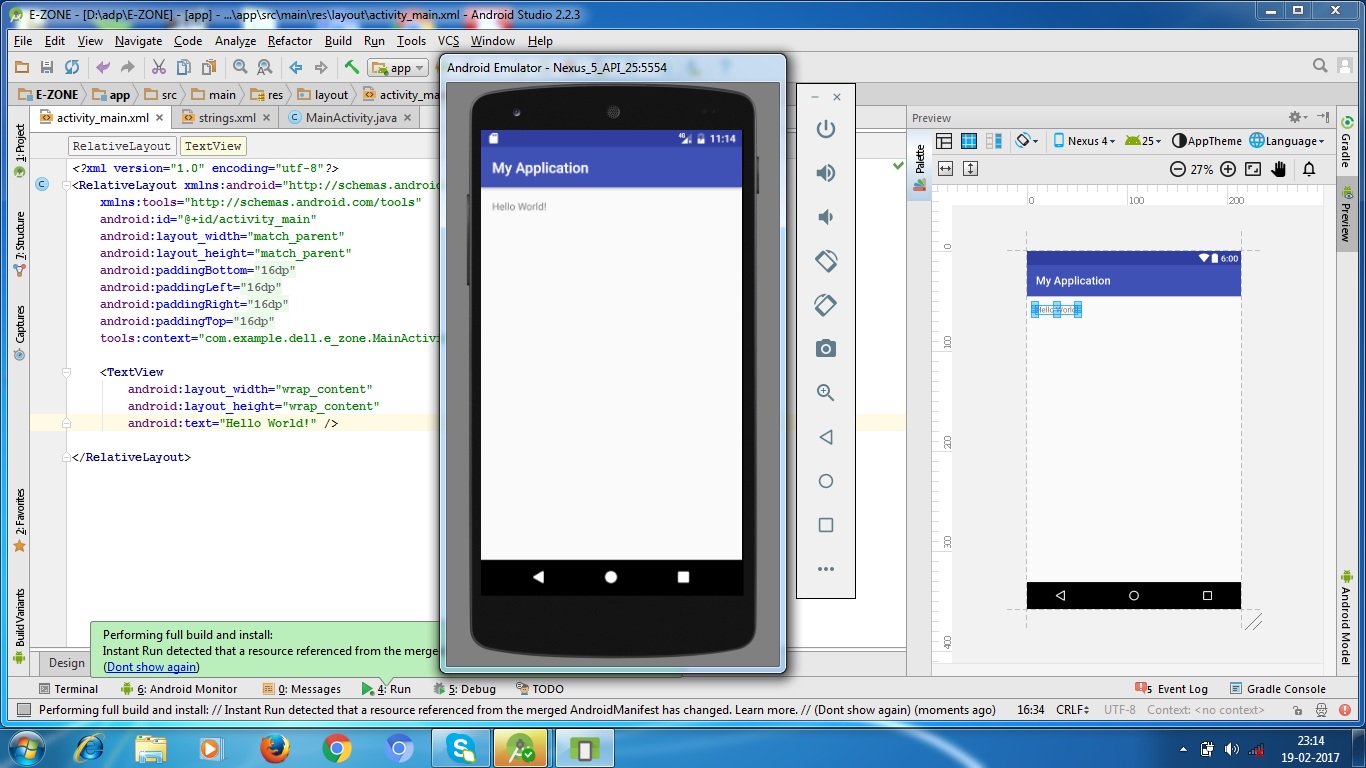 E-ZONE - [D:\adp\E-ZONE] - [app] - ...\app\src\main\res\layout\activity_main.xml - Android Studio 2.2.3
File Edit View Navigate Code Analyze Refactor Build Run Tools VCS Window Help
app
E-ZONE app src main res layout activity_ma
activity_main.xml strings.xml MainActivity.java
RelativeLayout TextView
<?xml version="1.0" encoding="utf-8"?>
<RelativeLayout xmlns:android="http://schemas.android
xmlns:tools="http://schemas.android.com/tools"
android:id="@+id/activity_main"
android:layout_width="match_parent"
android:layout_height="match_parent"
android:paddingBottom="16dp"
android:paddingLeft="16dp"
android:paddingRight="16dp"
android:paddingTop="16dp"
tools:context="com.example.dell.e_zone.MainActivi
<TextView
android:layout_width="wrap_content"
android:layout_height="wrap_content"
android:text="Hello World!" />
</RelativeLayout>
1: Project
7: Structure
Captures
2: Favorites
Build Variants
Android Emulator - Nexus_5_API_25:5554
4G 11:14
My Application
Hello World!
Preview
Palette
Nexus 4 25 AppTheme Language
27%
0 100 200
0
100
200
300
400
6:00
My Application
Hello World!
Gradle
Preview
Android Model
Performing full build and install:
Instant Run detected that a resource referenced from the merge
(Dont show again)
Design
Terminal 6: Android Monitor 0: Messages 4: Run 5: Debug TODO 5 Event Log Gradle Console
Performing full build and install: // Instant Run detected that a resource referenced from the merged AndroidManifest has changed. Learn more. // (Dont show again) (moments ago) 16:34 CRLF UTF-8 Context: <no context>
23:14
19-02-2017